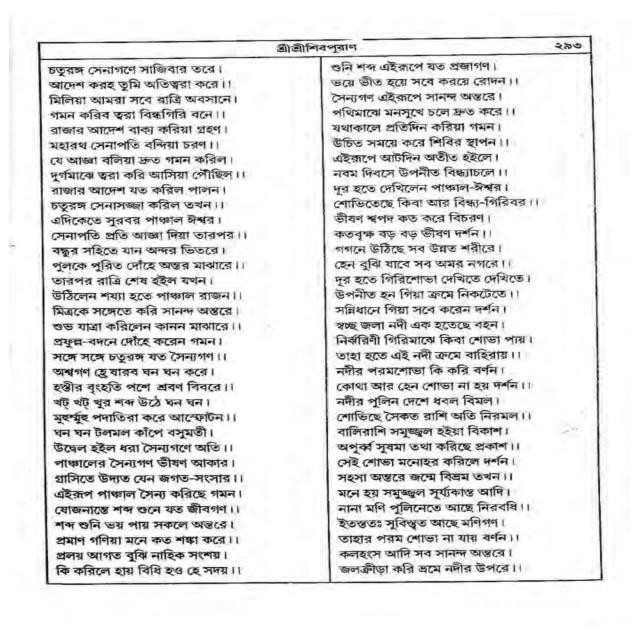 শ্রীশ্রীশিবপুরাণ
২৯৩
চতুরঙ্গ সেনাগণে সাজিবার তরে।
আদেশ করহ তুমি অতিত্বরা করে।।
মিলিয়া আমরা সবে রাত্রি অবসানে।
গমন করিব ত্বরা বিন্ধগিরি বনে।।
রাজার আদেশ বাক্য করিয়া গ্রহণ।
মহারথ সেনাপতি বন্দিয়া চরণ।।
যে আজ্ঞা বলিয়া দ্রুত গমন করিল।
দুর্গমাঝে ত্বরা করি আসিয়া পৌছিল।।
রাজার আদেশ যত করিল পালন।
চতুরঙ্গ সেনাসজ্জা করিল তখন।।
এদিকেতে সুরবর পাঞ্চাল ঈশ্বর।
সেনাপতি প্রতি আজ্ঞা দিয়া তারপর।।
বন্ধুর সহিতে যান অন্দর ভিতরে।
পুলকে পূরিত দোঁহে অন্তর মাঝারে।।
তারপর রাত্রি শেষ হইল যখন।
উঠিলেন শয্যা হতে পাঞ্চাল রাজন।।
মিত্রকে সঙ্গেতে করি সানন্দ অন্তরে।
শুভ যাত্রা করিলেন কানন মাঝারে।।
প্রফুল্ল-বদনে দোঁহে করেন গমন।
সঙ্গে সঙ্গে চতুরঙ্গ যত সৈন্যগণ।।
অশ্বগণ হ্রেষারব ঘন ঘন করে।
হস্তীর বৃংহতি পশে শ্রবণ বিবরে।।
খট্ খট্ খুর শব্দ উঠে ঘন ঘন।
মুহর্ম্মুহ পদাতিরা করে আস্ফোটন।।
ঘন ঘন টলমল কাঁপে বসুমতী।
উদ্বেল হইল ধরা সৈন্যগণে অতি।।
পাঞ্চালের সৈন্যগণ ভীষণ আকার।
গ্রাসিতে উদ্যত যেন জগত-সংসার।।
এইরূপ পাঞ্চাল সৈন্য করিছে গমন।
যোজনান্তে শব্দ শুনে যত জীবগণ।।
শব্দ শুনি ভয় পায় সকলে অন্তরে।
প্রমাণ গণিয়া মনে কত শঙ্কা করে।।
প্রলয় আগত বুঝি নাহিক সংশয়।
কি করিলে হায় বিধি হও হে সদয়।।
শুনি শব্দ এইরূপে যত প্রজাগণ।
ভয়ে ভীত হয়ে সবে করয়ে রোদন।।
সৈন্যগণ এইরূপে সানন্দ অন্তরে।
পথিমাঝে মনসুখে চলে দ্রুত করে।।
যথাকালে প্রতিদিন করিয়া গমন।
উচিত সময়ে করে শিবির স্থাপন।।
এইরূপে আটদিন অতীত হইলে।
নবম দিবসে উপনীত বিন্ধ্যাচলে।।
দূর হতে দেখিলেন পাঞ্চাল-ঈশ্বর।
শোভিতেছে কিবা আর বিন্ধ্য-গিরিবর।।
ভীষণ শ্বপদ কত করে বিচরণ।
কতবৃক্ষ বড় বড় ভীষণ দর্শন।।
গগনে উঠিছে সব উন্নত শরীরে।
হেন বুঝি যাবে সব অমর নগরে।।
দূর হতে গিরিশোভা দেখিতে দেখিতে।
উপনীত হন গিয়া ক্রমে নিকটেতে।।
সন্নিধানে গিয়া সবে করেন দর্শন।
স্বচ্ছ জলা নদী এক হতেছে বহন।
নির্ঝরিণী গিরিমাঝে কিবা শোভা পায়।
তাহা হতে এই নদী ক্রমে বাহিরায়।।
নদীর পরমশোভা কি করি বর্ণন।
কোথা আর হেন শোভা না হয় দর্শন।।
নদীর পুলিন দেশে ধবল বিমল।
শোভিছে সৈকত রাশি অতি নিরমল।।
বালিরাশি সমুজ্জ্বল হইয়া বিকাশ।
অপূর্ব্ব সুষমা তথা করিছে প্রকাশ।।
সেই শোভা মনোহর করিলে দর্শন।
সহসা অন্তরে জন্মে বিভ্রম তখন।।
মনে হয় সমুজ্জ্বল সূর্য্যকান্ত আদি।
নানা মণি পুলিনেতে আছে নিরবধি।।
ইতস্ততঃ সুবিস্তৃত আছে মণিগণ।
তাহার পরম শোভা না যায় বর্ণন।।
কলহংস আদি সব সানন্দ অন্তরে।
জলক্রীড়া করি ভ্রমে নদীর উপরে।।